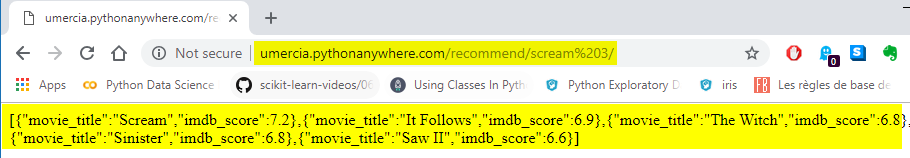 umercia.pythonanywhere.com/re
Not secure | umercia.pythonanywhere.com/recommend/scream%203/
0
Apps Python Data Science scikit-learn-videos/06 Using Classes In Pyth Python Exploratory D iris FB Les règles de base de
[{"movie_title":"Scream","imdb_score":7.2},{"movie_title":"It Follows","imdb_score":6.9},{"movie_title":"The Witch","imdb_score":6.8},
{"movie_title":"Sinister","imdb_score":6.8},{"movie_title":"Saw II","imdb_score":6.6}]